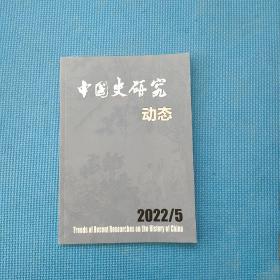 中国史研究
动态
2022/5
Trends of Recent Researches on the History of China